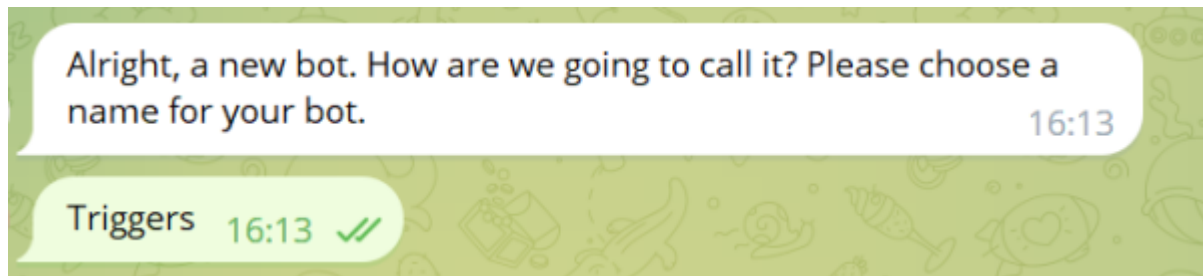 Alright, a new bot. How are we going to call it? Please choose a
name for your bot.
16:13
Triggers 16:13